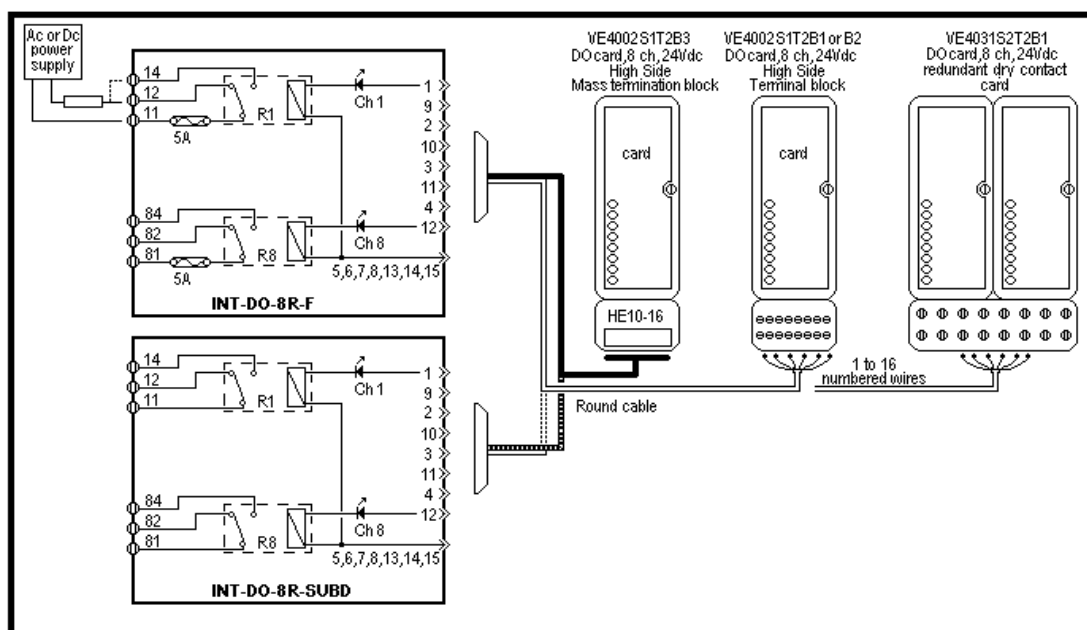 Ac or Dc
power
supply
14
12
11
5A
R1
Ch 1
1
9
2
10
3
11
4
12
84
82
81
5A
R8
Ch 8
5,6,7,8,13,14,15
INT-DO-8R-F
14
12
11
R1
Ch 1
1
9
2
10
3
11
4
12
84
82
81
R8
Ch 8
5,6,7,8,13,14,15
INT-DO-8R-SUBD
VE4002S1T2B3
DO card, 8 ch, 24Vdc
High Side
Mass termination block
card
HE10-16
VE4002S1T2B1 or B2
DO card, 8 ch, 24Vdc
High Side
Terminal block
card
VE4031S2T2B1
DO card, 8 ch, 24Vdc
redundant dry contact
card
1 to 16
numbered wires
Round cable